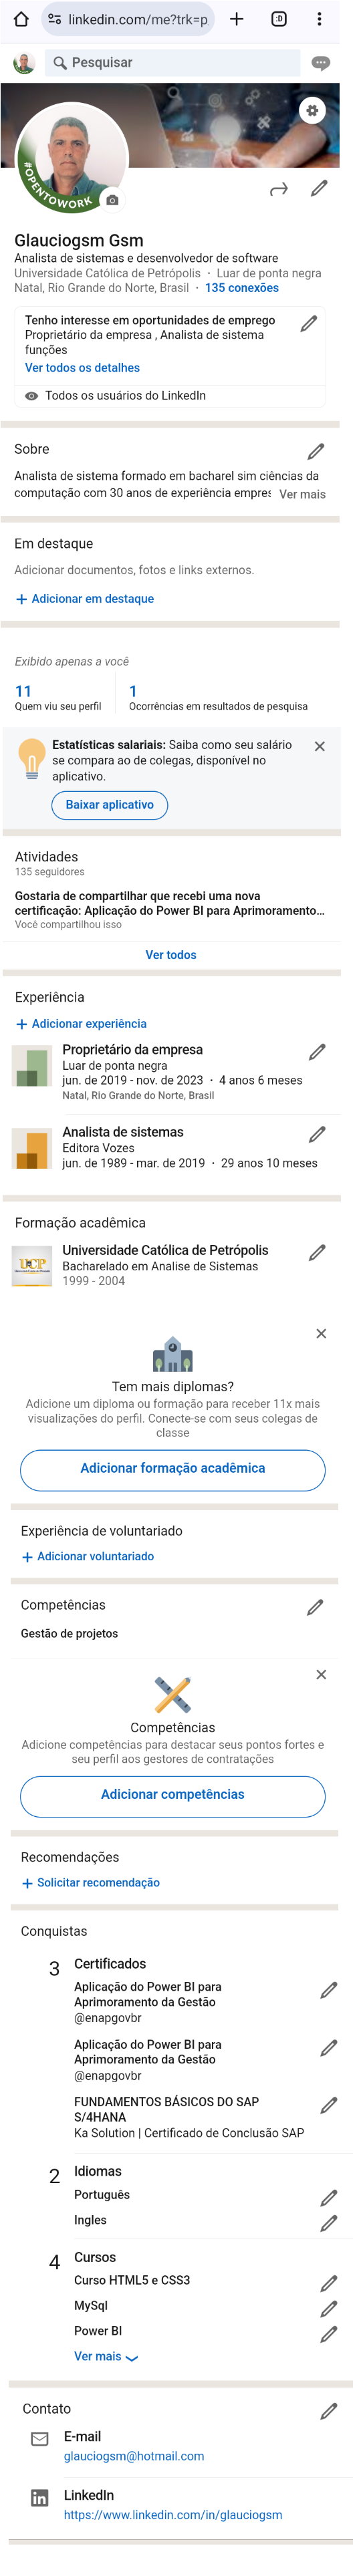 linkedin.com/me?trk=p
:D
Pesquisar
#OPENTOWORK
Glauciogsm Gsm
Analista de sistemas e desenvolvedor de software
Universidade Católica de Petrópolis · Luar de ponta negra
Natal, Rio Grande do Norte, Brasil · 135 conexões
Tenho interesse em oportunidades de emprego
Proprietário da empresa , Analista de sistema
funções
Ver todos os detalhes
Todos os usuários do LinkedIn
Sobre
Analista de sistema formado em bacharel sim ciências da
computação com 30 anos de experiência empres Ver mais
Em destaque
Adicionar documentos, fotos e links externos.
+ Adicionar em destaque
Exibido apenas a você
11
Quem viu seu perfil
1
Ocorrências em resultados de pesquisa
Estatísticas salariais: Saiba como seu salário
se compara ao de colegas, disponível no
aplicativo.
Baixar aplicativo
Atividades
135 seguidores
Gostaria de compartilhar que recebi uma nova
certificação: Aplicação do Power BI para Aprimoramento...
Você compartilhou isso
Ver todos
Experiência
+ Adicionar experiência
Proprietário da empresa
Luar de ponta negra
jun. de 2019 - nov. de 2023 · 4 anos 6 meses
Natal, Rio Grande do Norte, Brasil
Analista de sistemas
Editora Vozes
jun. de 1989 - mar. de 2019 · 29 anos 10 meses
Formação acadêmica
UCP
Universidade Católica de Petrópolis
Bacharelado em Analise de Sistemas
1999 - 2004
Tem mais diplomas?
Adicione um diploma ou formação para receber 11x mais
visualizações do perfil. Conecte-se com seus colegas de
classe
Adicionar formação acadêmica
Experiência de voluntariado
+ Adicionar voluntariado
Competências
Gestão de projetos
Competências
Adicione competências para destacar seus pontos fortes e
seu perfil aos gestores de contratações
Adicionar competências
Recomendações
+ Solicitar recomendação
Conquistas
3 Certificados
Aplicação do Power BI para
Aprimoramento da Gestão
@enapgovbr
Aplicação do Power BI para
Aprimoramento da Gestão
@enapgovbr
FUNDAMENTOS BÁSICOS DO SAP
S/4HANA
Ka Solution | Certificado de Conclusão SAP
2 Idiomas
Português
Ingles
4 Cursos
Curso HTML5 e CSS3
MySql
Power BI
Ver mais
Contato
E-mail
glauciogsm@hotmail.com
LinkedIn
https://www.linkedin.com/in/glauciogsm